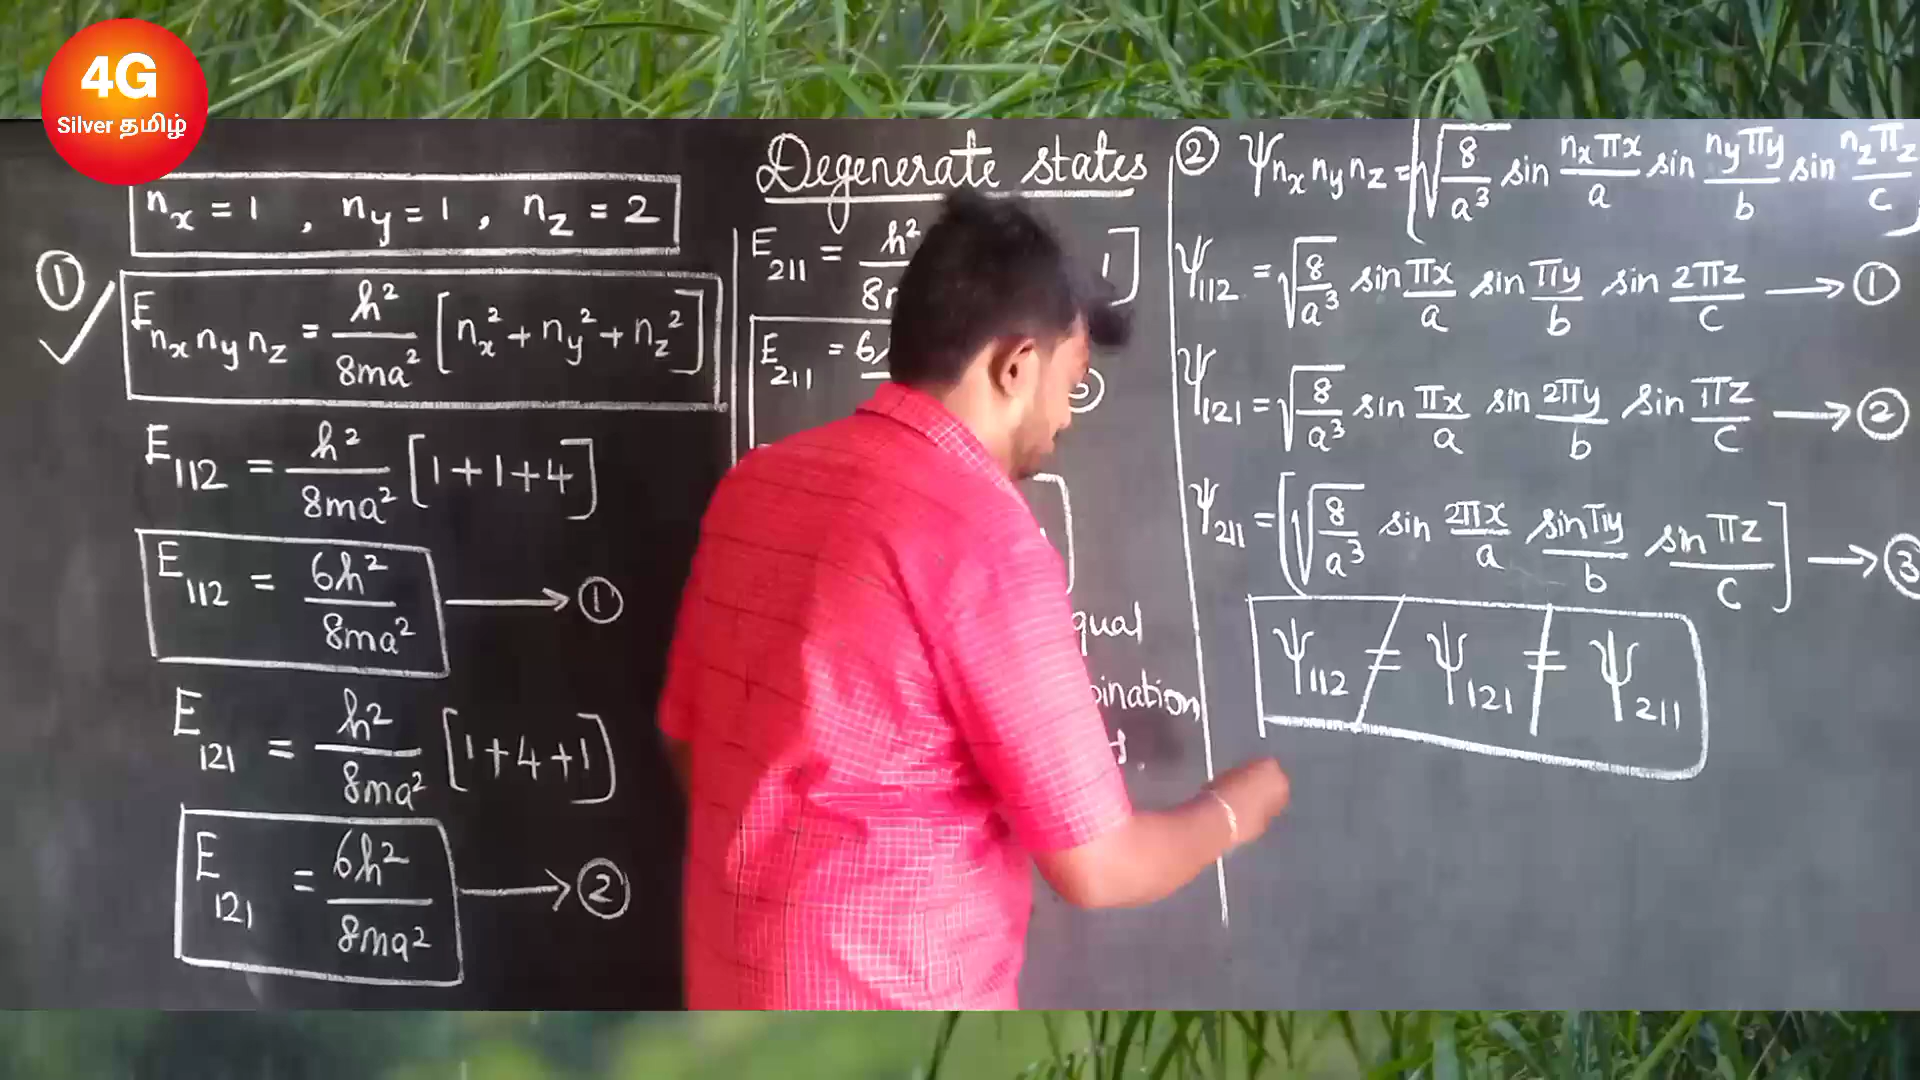 4G
Silver தமிழ்
nx = 1 , ny = 1 , nz = 2
①
E nx ny nz = h²/8ma² [nx² + ny² + nz²]
E112 = h²/8ma² [1+1+4]
E112 = 6h²/8ma² → ①
E121 = h²/8ma² [1+4+1]
E121 = 6h²/8ma² → ②
Degenerate states
E211 = h²
1]
E211 = 6
② ψnx ny nz = [√8/a³ sin nxπx/a sin nyπy/b sin nzπz/c
ψ112 = √8/a³ sin πx/a sin πy/b sin 2πz/c → ①
ψ121 = √8/a³ sin πx/a sin 2πy/b sin πz/c → ②
ψ211 = [√8/a³ sin 2πx/a sin πy/b sin πz/c] → ③
ψ112 ≠ ψ121 ≠ ψ211